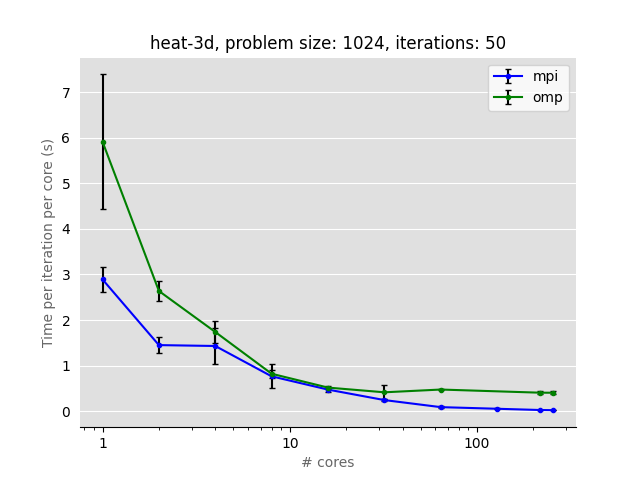 heat-3d, problem size: 1024, iterations: 50
mpi
omp
Time per iteration per core (s)
7
6
5
4
3
2
1
0
1 10 100
# cores